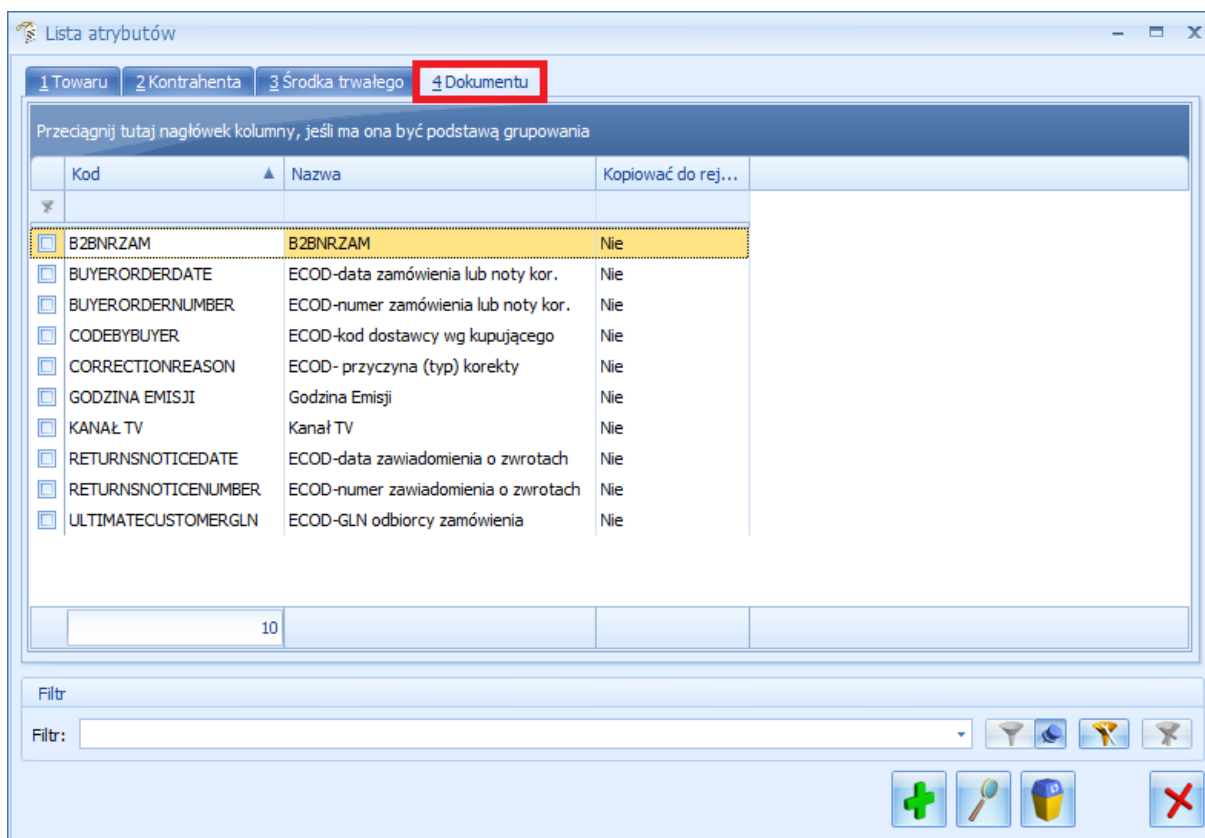 Lista atrybutów
1 Towaru 2 Kontrahenta 3 Środka trwałego 4 Dokumentu
Przeciągnij tutaj nagłówek kolumny, jeśli ma ona być podstawą grupowania
Kod Nazwa Kopiować do rej...
B2BNRZAM B2BNRZAM Nie
BUYERORDERDATE ECOD-data zamówienia lub noty kor. Nie
BUYERORDERNUMBER ECOD-numer zamówienia lub noty kor. Nie
CODEBYBUYER ECOD-kod dostawcy wg kupującego Nie
CORRECTIONREASON ECOD- przyczyna (typ) korekty Nie
GODZINA EMISJI Godzina Emisji Nie
KANAŁ TV Kanał TV Nie
RETURNSNOTICEDATE ECOD-data zawiadomienia o zwrotach Nie
RETURNSNOTICENUMBER ECOD-numer zawiadomienia o zwrotach Nie
ULTIMATECUSTOMERGLN ECOD-GLN odbiorcy zamówienia Nie
10
Filtr
Filtr: